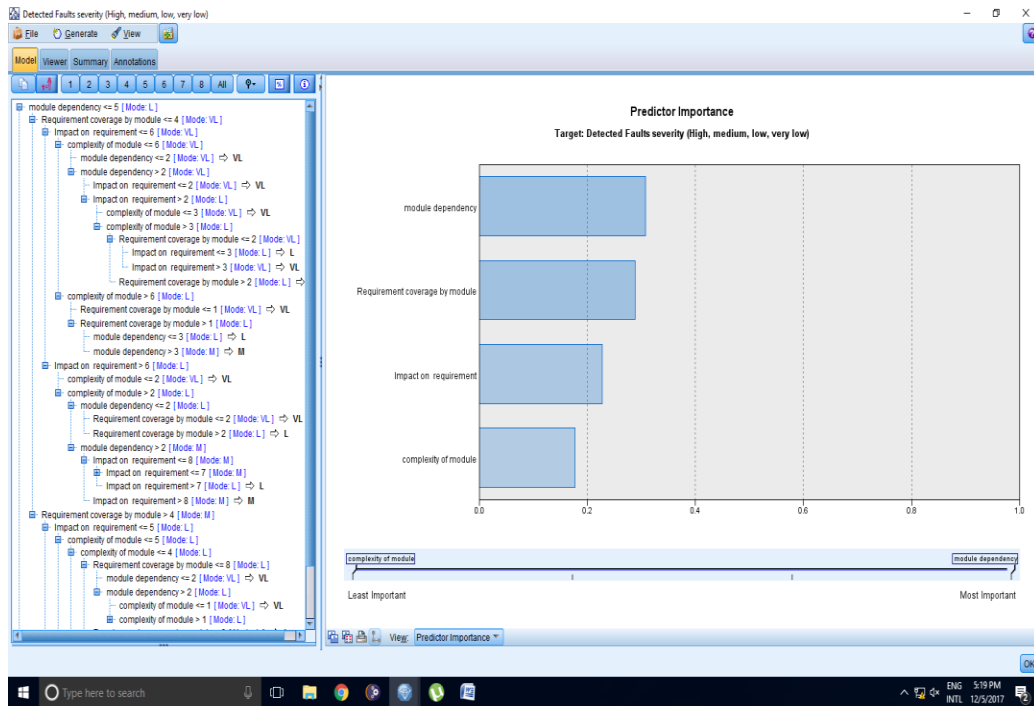 Detected Faults severity (High, medium, low, very low)
File Generate View
Model Viewer Summary Annotations
1 2 3 4 5 6 7 8 All
module dependency <= 5 [ Mode: L ]
Requirement coverage by module <= 4 [ Mode: VL ]
Impact on requirement <= 6 [ Mode: VL ]
complexity of module <= 6 [ Mode: VL ]
module dependency <= 2 [ Mode: VL ] ⇨ VL
module dependency > 2 [ Mode: VL ]
Impact on requirement <= 2 [ Mode: VL ] ⇨ VL
Impact on requirement > 2 [ Mode: L ]
complexity of module <= 3 [ Mode: VL ] ⇨ VL
complexity of module > 3 [ Mode: L ]
Requirement coverage by module <= 2 [ Mode: VL ]
Impact on requirement <= 3 [ Mode: L ] ⇨ L
Impact on requirement > 3 [ Mode: VL ] ⇨ VL
Requirement coverage by module > 2 [ Mode: L ] ⇨
complexity of module > 6 [ Mode: L ]
Requirement coverage by module <= 1 [ Mode: VL ] ⇨ VL
Requirement coverage by module > 1 [ Mode: L ]
module dependency <= 3 [ Mode: L ] ⇨ L
module dependency > 3 [ Mode: M ] ⇨ M
Impact on requirement > 6 [ Mode: L ]
complexity of module <= 2 [ Mode: VL ] ⇨ VL
complexity of module > 2 [ Mode: L ]
module dependency <= 2 [ Mode: L ]
Requirement coverage by module <= 2 [ Mode: VL ] ⇨ VL
Requirement coverage by module > 2 [ Mode: L ] ⇨ L
module dependency > 2 [ Mode: M ]
Impact on requirement <= 8 [ Mode: M ]
Impact on requirement <= 7 [ Mode: M ]
Impact on requirement > 7 [ Mode: L ] ⇨ L
Impact on requirement > 8 [ Mode: M ] ⇨ M
Requirement coverage by module > 4 [ Mode: M ]
Impact on requirement <= 5 [ Mode: L ]
complexity of module <= 5 [ Mode: L ]
complexity of module <= 4 [ Mode: L ]
Requirement coverage by module <= 8 [ Mode: L ]
module dependency <= 2 [ Mode: VL ] ⇨ VL
module dependency > 2 [ Mode: L ]
complexity of module <= 1 [ Mode: VL ] ⇨ VL
complexity of module > 1 [ Mode: L ]
Predictor Importance
Target: Detected Faults severity (High, medium, low, very low)
module dependency
Requirement coverage by module
Impact on requirement
complexity of module
0.0 0.2 0.4 0.6 0.8 1.0
complexity of module module dependency
Least Important Most Important
View: Predictor Importance
OK
Type here to search
ENG 5:19 PM
INTL 12/5/2017
2